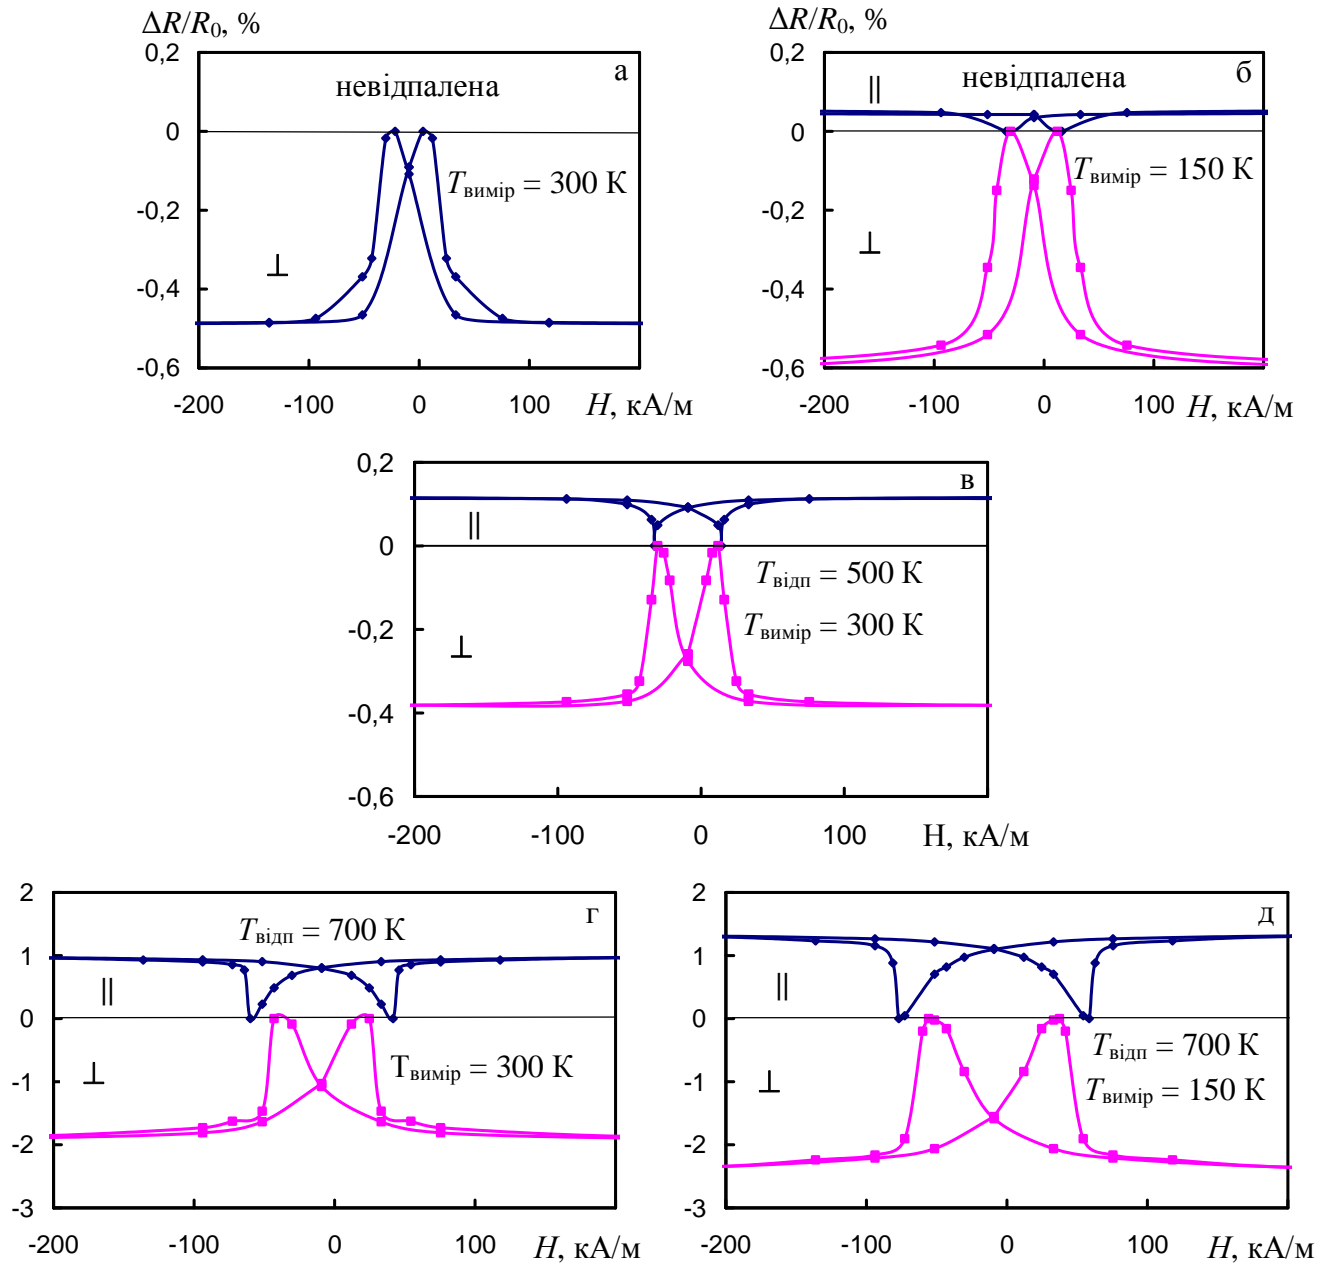 ΔR/R₀, %
0,2
0
-0,2
-0,4
-0,6
невідпалена
а
Tвимір = 300 К
⊥
-200 -100 0 100 H, кА/м
ΔR/R₀, %
0,2
0
-0,2
-0,4
-0,6
невідпалена
б
||
Tвимір = 150 К
⊥
-200 -100 0 100 H, кА/м
0,2
0
-0,2
-0,4
-0,6
в
||
Tвідп = 500 К
Tвимір = 300 К
⊥
-200 -100 0 100 Н, кА/м
2
1
0
-1
-2
-3
г
Tвідп = 700 К
||
⊥
Tвимір = 300 К
-200 -100 0 100 H, кА/м
2
1
0
-1
-2
-3
д
||
Tвідп = 700 К
⊥
Tвимір = 150 К
-200 -100 0 100 H, кА/м